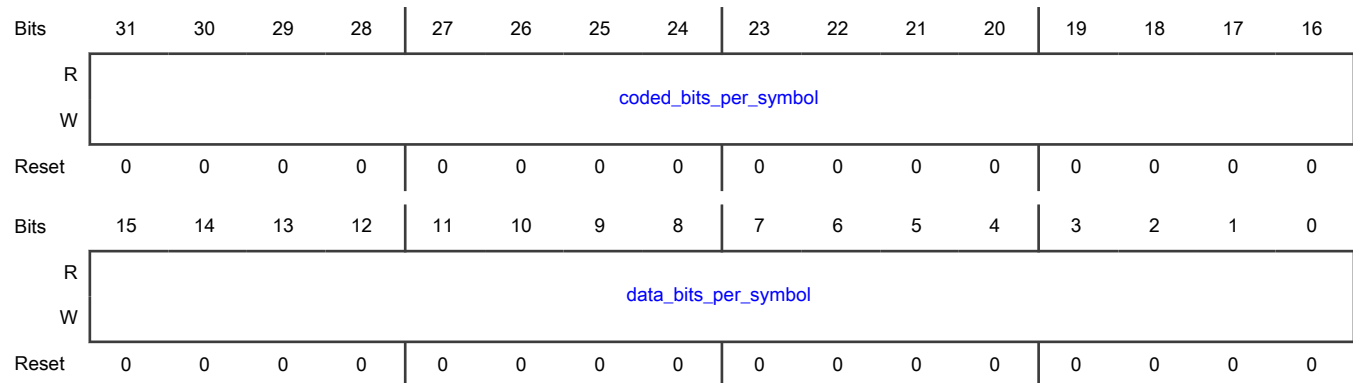 Bits 31 30 29 28 27 26 25 24 23 22 21 20 19 18 17 16
R
coded_bits_per_symbol
W
Reset 0 0 0 0 0 0 0 0 0 0 0 0 0 0 0 0
Bits 15 14 13 12 11 10 9 8 7 6 5 4 3 2 1 0
R
data_bits_per_symbol
W
Reset 0 0 0 0 0 0 0 0 0 0 0 0 0 0 0 0